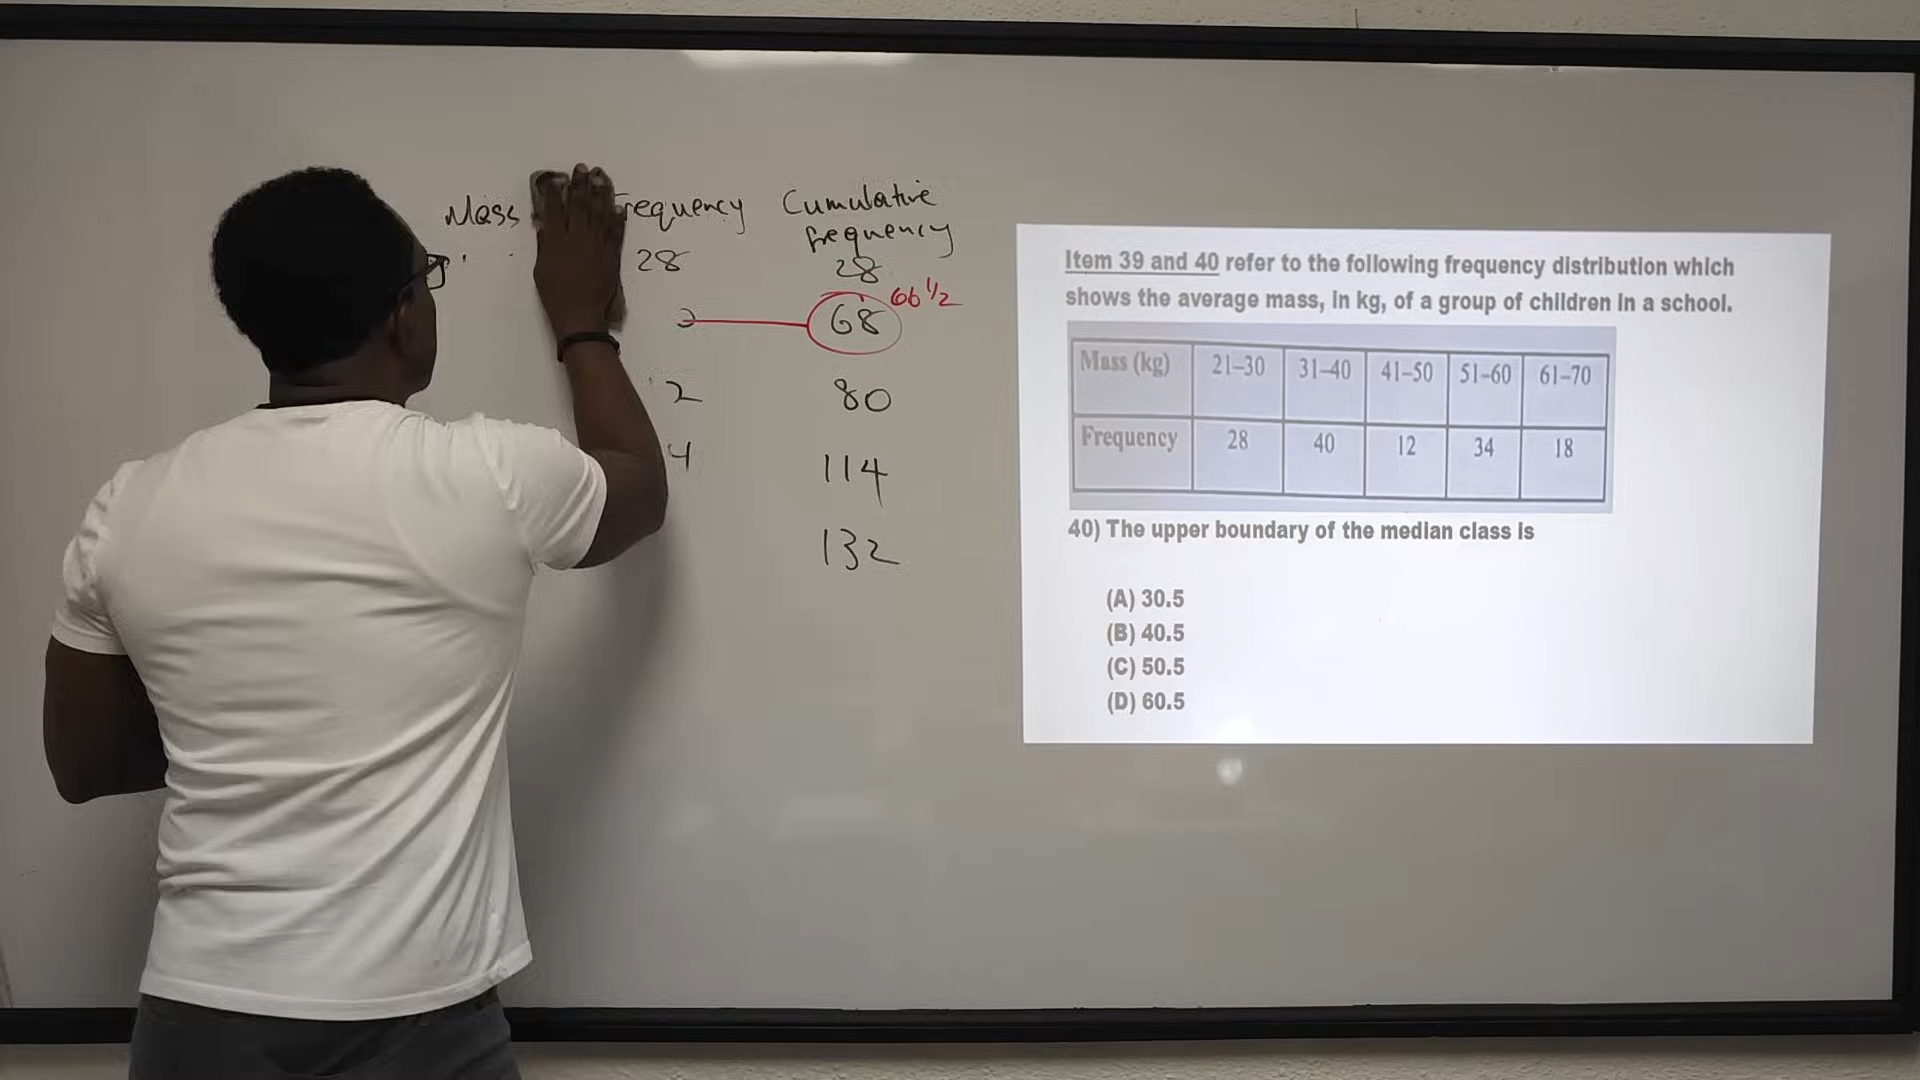 Mass Frequency Cumulative
frequency
28 28
68 66 1/2
2 80
4 114
132
Item 39 and 40 refer to the following frequency distribution which
shows the average mass, in kg, of a group of children in a school.
Mass (kg) 21–30 31–40 41–50 51–60 61–70
Frequency 28 40 12 34 18
40) The upper boundary of the median class is
(A) 30.5
(B) 40.5
(C) 50.5
(D) 60.5